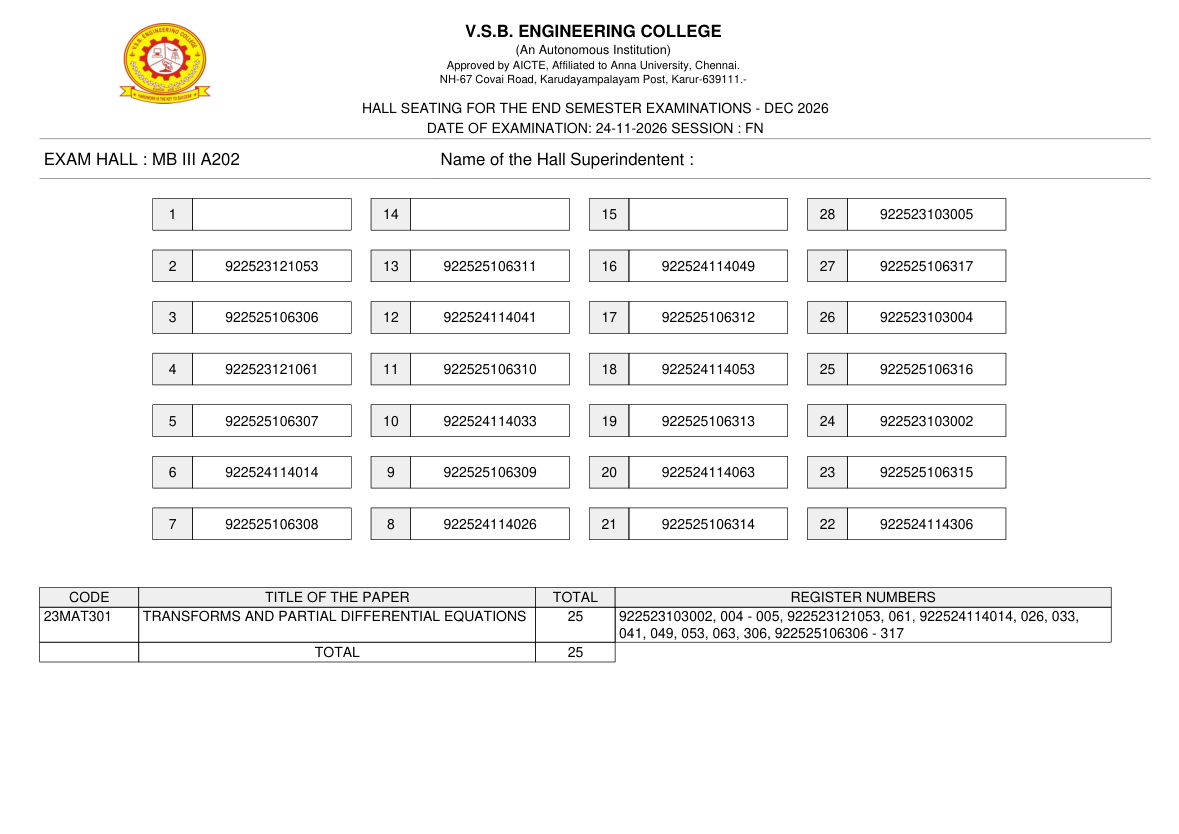 V.S.B. ENGINEERING COLLEGE
(An Autonomous Institution)
Approved by AICTE, Affiliated to Anna University, Chennai.
NH-67 Covai Road, Karudayampalayam Post, Karur-639111.-
HALL SEATING FOR THE END SEMESTER EXAMINATIONS - DEC 2026
DATE OF EXAMINATION: 24-11-2026 SESSION : FN
EXAM HALL : MB III A202 Name of the Hall Superintendent :
1 14 15 28 922523103005
2 922523121053 13 922525106311 16 922524114049 27 922525106317
3 922525106306 12 922524114041 17 922525106312 26 922523103004
4 922523121061 11 922525106310 18 922524114053 25 922525106316
5 922525106307 10 922524114033 19 922525106313 24 922523103002
6 922524114014 9 922525106309 20 922524114063 23 922525106315
7 922525106308 8 922524114026 21 922525106314 22 922524114306
CODE TITLE OF THE PAPER TOTAL REGISTER NUMBERS
23MAT301 TRANSFORMS AND PARTIAL DIFFERENTIAL EQUATIONS 25 922523103002, 004 - 005, 922523121053, 061, 922524114014, 026, 033,
041, 049, 053, 063, 306, 922525106306 - 317
TOTAL 25